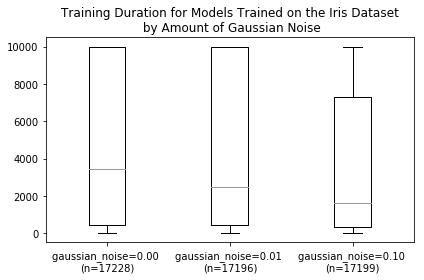 Training Duration for Models Trained on the Iris Dataset
by Amount of Gaussian Noise
10000
8000
6000
4000
2000
0
gaussian_noise=0.00
(n=17228)
gaussian_noise=0.01
(n=17196)
gaussian_noise=0.10
(n=17199)